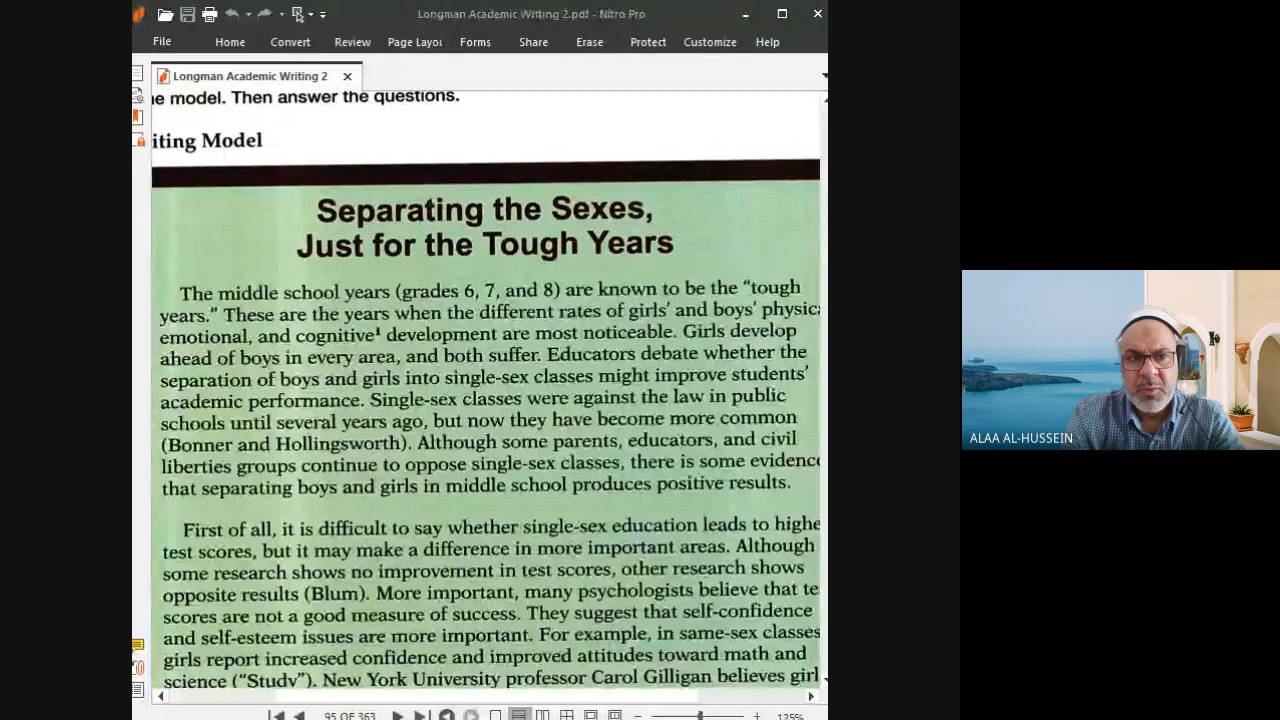 Longman Academic Writing 2.pdf - Nitro Pro
File Home Convert Review Page Layou Forms Share Erase Protect Customize Help
Longman Academic Writing 2
e model. Then answer the questions.
iting Model
Separating the Sexes,
Just for the Tough Years
The middle school years (grades 6, 7, and 8) are known to be the “tough
years.” These are the years when the different rates of girls’ and boys’ physica
emotional, and cognitive¹ development are most noticeable. Girls develop
ahead of boys in every area, and both suffer. Educators debate whether the
separation of boys and girls into single-sex classes might improve students’
academic performance. Single-sex classes were against the law in public
schools until several years ago, but now they have become more common
(Bonner and Hollingsworth). Although some parents, educators, and civil
liberties groups continue to oppose single-sex classes, there is some evidence
that separating boys and girls in middle school produces positive results.
First of all, it is difficult to say whether single-sex education leads to highe
test scores, but it may make a difference in more important areas. Although
some research shows no improvement in test scores, other research shows
opposite results (Blum). More important, many psychologists believe that te
scores are not a good measure of success. They suggest that self-confidence
and self-esteem issues are more important. For example, in same-sex classes
girls report increased confidence and improved attitudes toward math and
science (“Study”). New York University professor Carol Gilligan believes girl
95 OF 363
125%
ALAA AL-HUSSEIN